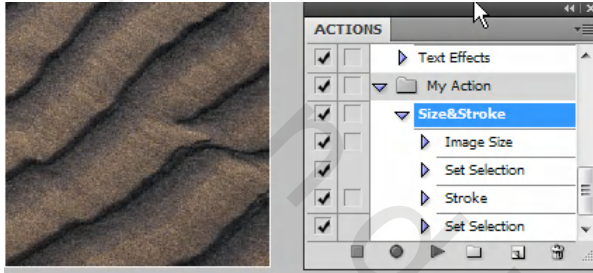 ACTIONS
Text Effects
My Action
Size&Stroke
Image Size
Set Selection
Stroke
Set Selection